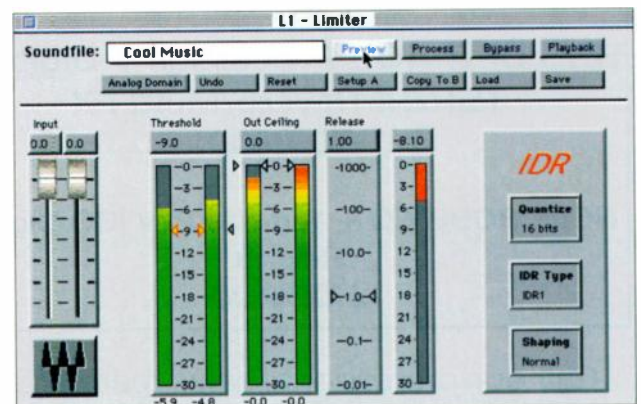 L1 - Limiter
Soundfile: Cool Music Preview Process Bypass Playback
Analog Domain Undo Reset Setup A Copy To B Load Save
Input Threshold Out Ceiling Release
0.0 0.0 -9.0 0.0 1.00 -8.10
-0- -0- -1000- 0-
-3- -3- 3-
-6- -6- -100- 6-
-9- -9- 9-
-12- -12- -10.0- 12-
-15- -15- 15-
-18- -18- -1.0- 18-
-21- -21- 21-
-24- -24- -0.1- 24-
-27- -27- 27-
-30- -30- -0.01- 30-
-5.9 -4.8 -0.0 -0.0
IDR
Quantize
16 bits
IDR Type
IDR1
Shaping
Normal